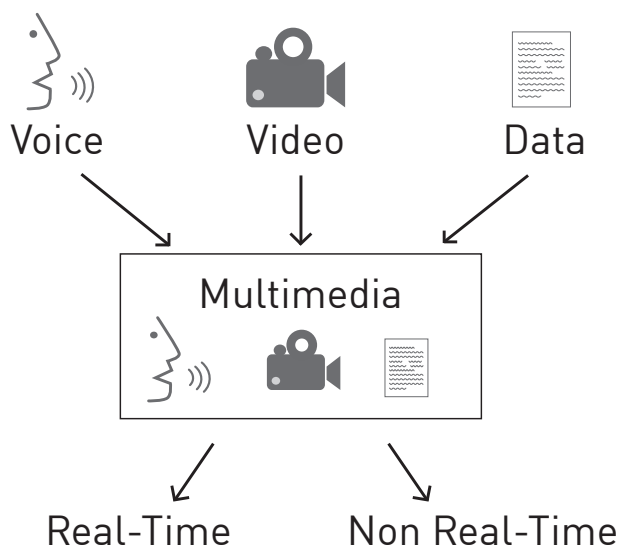 Voice
Video
Data
Multimedia
Real-Time
Non Real-Time